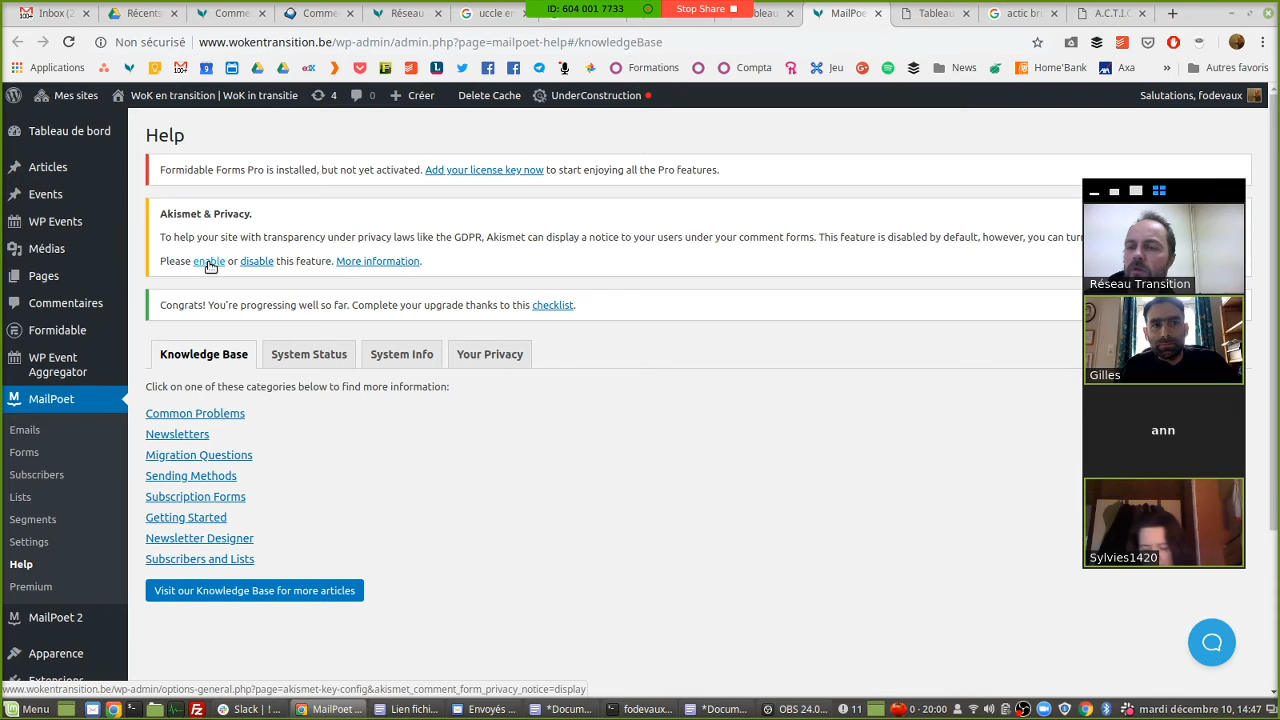 ID: 604 001 7733
Stop Share
Inbox (2
Récents
Comme
Comme
Réseau
uccle en
ableau
MailPoe
Tableau
actic bru
A.C.T.I.C
Non sécurisé
www.wokentransition.be/wp-admin/admin.php?page=mailpoet-help#/knowledgeBase
Applications
Formations
Compta
Jeu
News
Home'Bank
Axa
»
Autres favoris
Mes sites
WoK en transition | WoK in transitie
4
0
Créer
Delete Cache
UnderConstruction
Salutations, fodevaux
Tableau de bord
Articles
Events
WP Events
Médias
Pages
Commentaires
Formidable
WP Event
Aggregator
MailPoet
Emails
Forms
Subscribers
Lists
Segments
Settings
Help
Premium
MailPoet 2
Apparence
Extensions
Help
Formidable Forms Pro is installed, but not yet activated. Add your license key now to start enjoying all the Pro features.
Akismet & Privacy.
To help your site with transparency under privacy laws like the GDPR, Akismet can display a notice to your users under your comment forms. This feature is disabled by default, however, you can turn
Please enable or disable this feature. More information.
Congrats! You're progressing well so far. Complete your upgrade thanks to this checklist.
Knowledge Base
System Status
System Info
Your Privacy
Click on one of these categories below to find more information:
Common Problems
Newsletters
Migration Questions
Sending Methods
Subscription Forms
Getting Started
Newsletter Designer
Subscribers and Lists
Visit our Knowledge Base for more articles
Réseau Transition
Gilles
ann
Sylvies1420
www.wokentransition.be/wp-admin/options-general.php?page=akismet-key-config&akismet_comment_form_privacy_notice=display
Menu
Slack |...
MailPoet ...
Lien fichi...
Envoyés ...
*Docum...
fodevaux...
*Docum...
OBS 24.0...
11
0 - 20:00
mardi décembre 10, 14:47